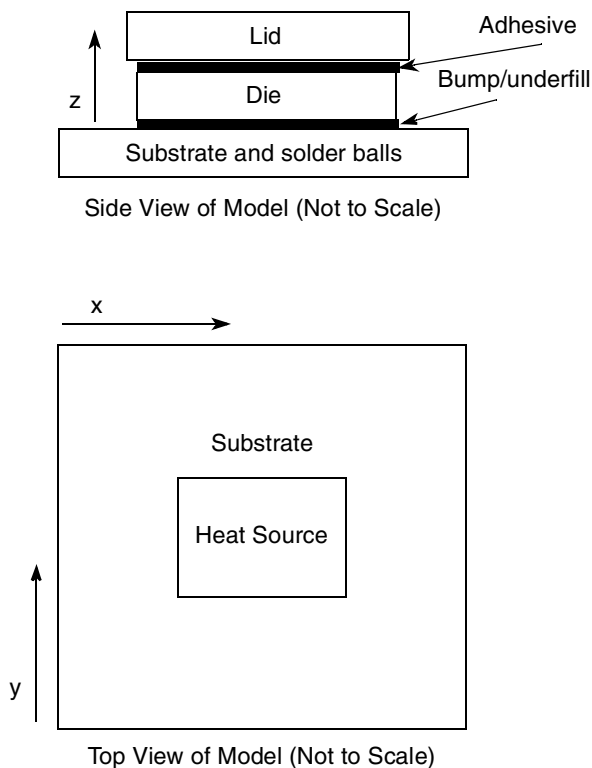 Lid
Adhesive
z
Die
Bump/underfill
Substrate and solder balls
Side View of Model (Not to Scale)
x
Substrate
Heat Source
y
Top View of Model (Not to Scale)